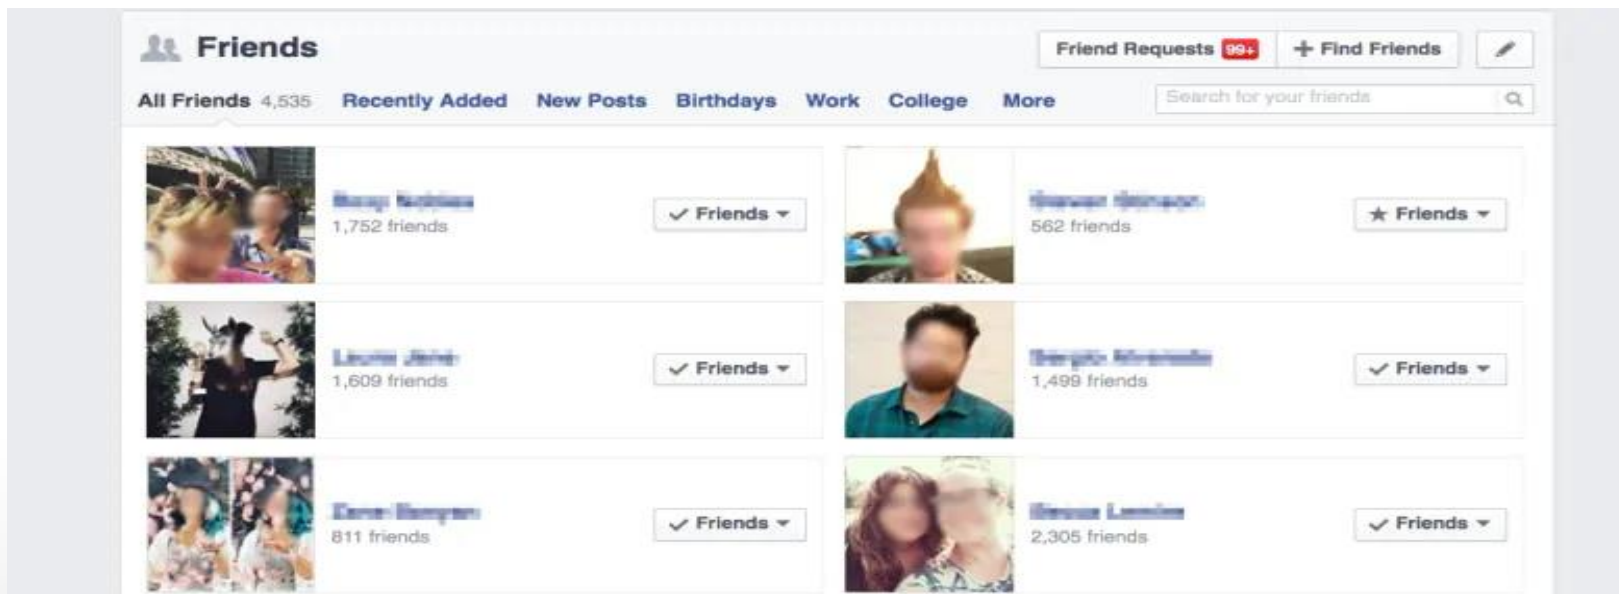 Friends
Friend Requests 99+
+ Find Friends
All Friends 4,535 Recently Added New Posts Birthdays Work College More
Search for your friends
1,752 friends
✓ Friends
562 friends
★ Friends
1,609 friends
✓ Friends
1,499 friends
✓ Friends
811 friends
✓ Friends
2,305 friends
✓ Friends